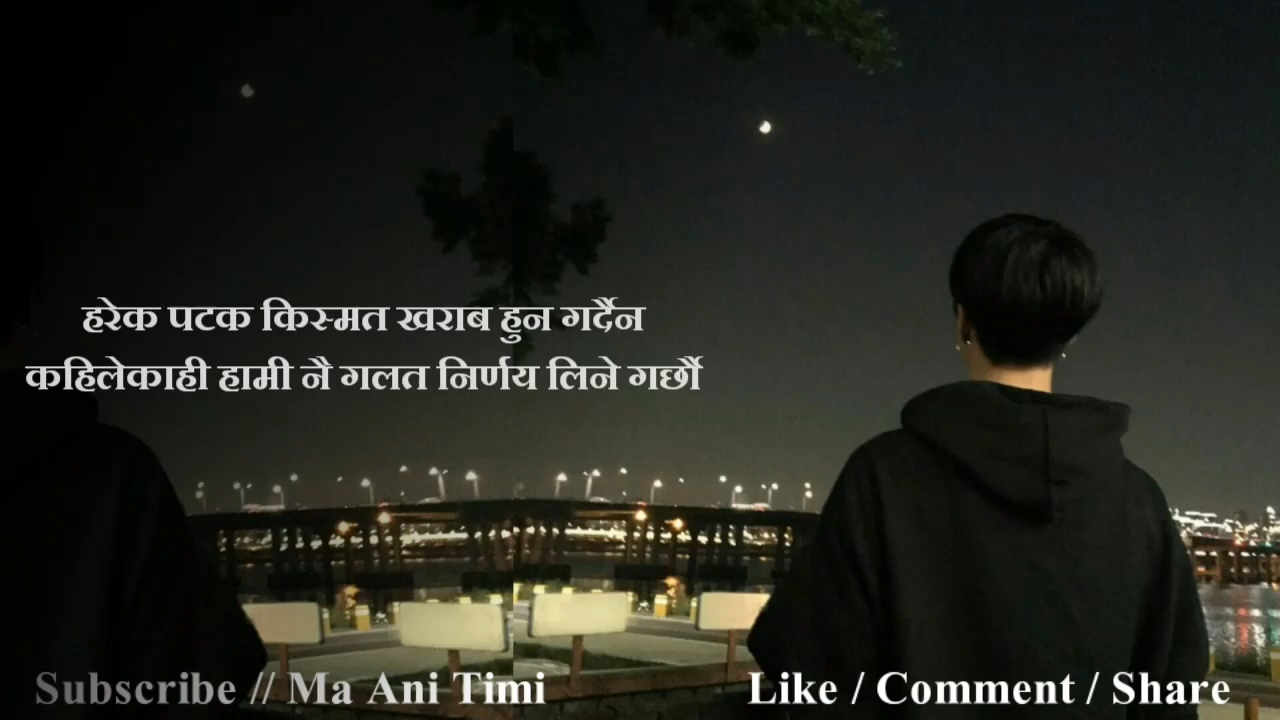 हरेक पटक किस्मत खराब हुन गर्दैन
कहिलेकाही हामी नै गलत निर्णय लिने गर्छौ
Subscribe // Ma Ani Timi
Like / Comment / Share